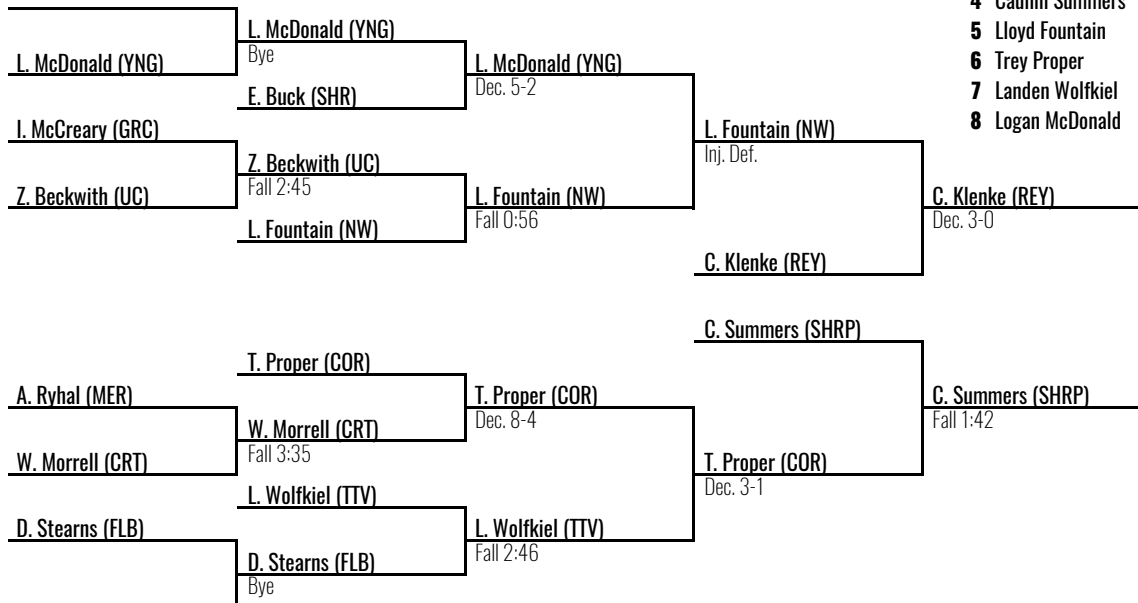 4 Caullin Summers
L. McDonald (YNG)
Bye
5 Lloyd Fountain
L. McDonald (YNG)
L. McDonald (YNG)
6 Trey Proper
Dec. 5-2
E. Buck (SHR)
7 Landen Wolfkiel
I. McCreary (GRC)
L. Fountain (NW)
8 Logan McDonald
Inj. Def.
Z. Beckwith (UC)
Fall 2:45
Z. Beckwith (UC)
L. Fountain (NW)
C. Klenke (REY)
Fall 0:56
Dec. 3-0
L. Fountain (NW)
C. Klenke (REY)
C. Summers (SHRP)
T. Proper (COR)
A. Ryhal (MER)
T. Proper (COR)
C. Summers (SHRP)
Dec. 8-4
Fall 1:42
W. Morrell (CRT)
Fall 3:35
W. Morrell (CRT)
T. Proper (COR)
Dec. 3-1
L. Wolfkiel (TTV)
D. Stearns (FLB)
L. Wolfkiel (TTV)
Fall 2:46
D. Stearns (FLB)
Bye